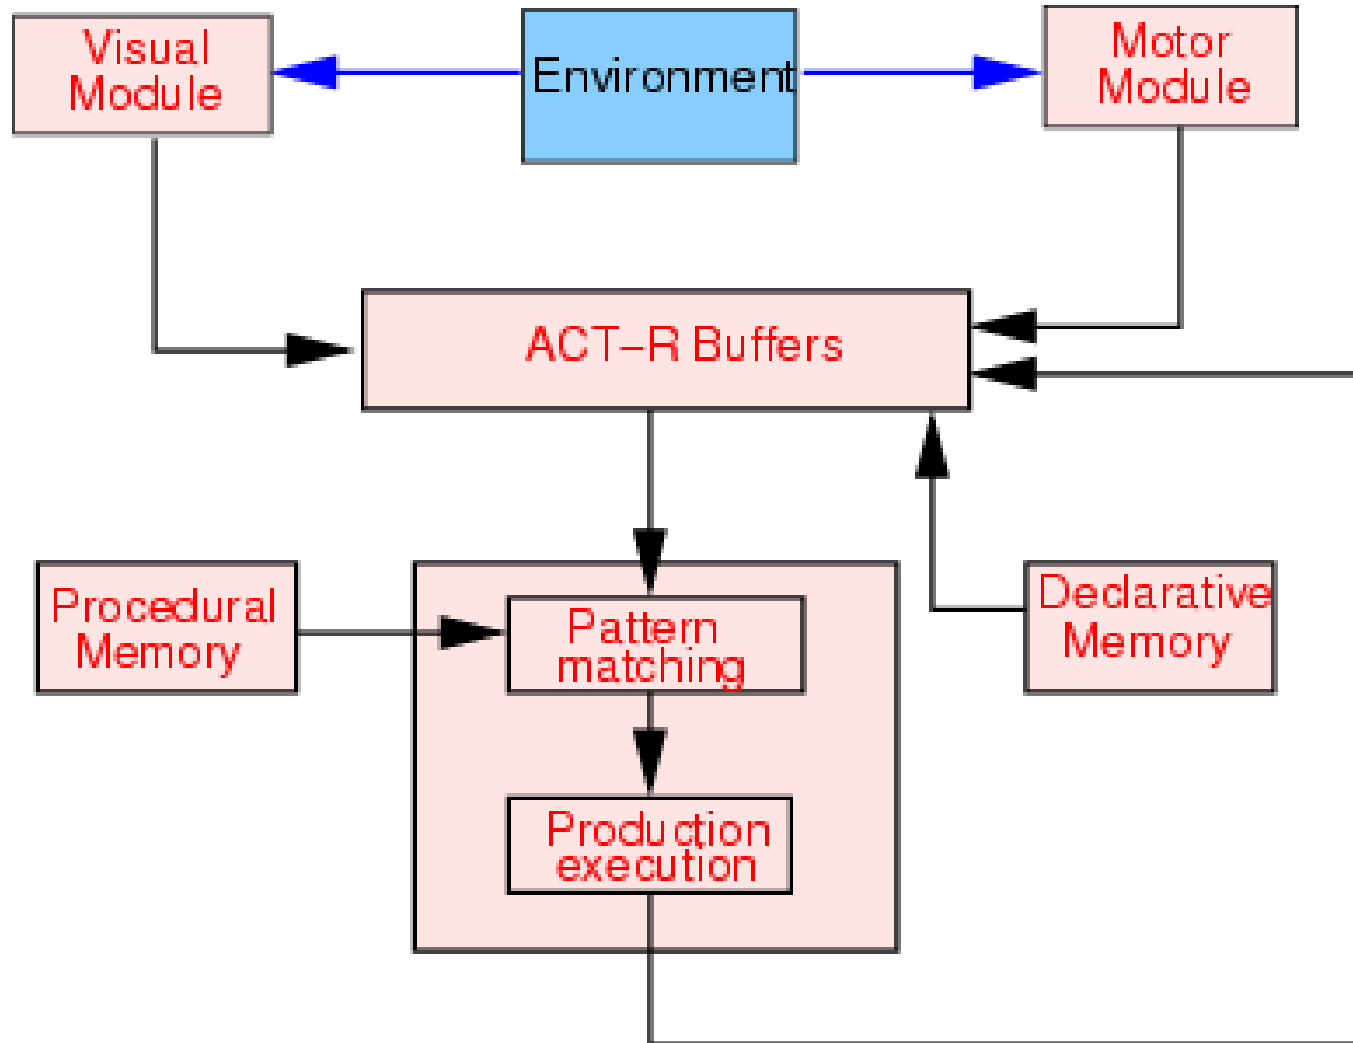 Visual
Module
Environment
Motor
Module
ACT–R Buffers
Procedural
Memory
Pattern
matching
Declarative
Memory
Production
execution